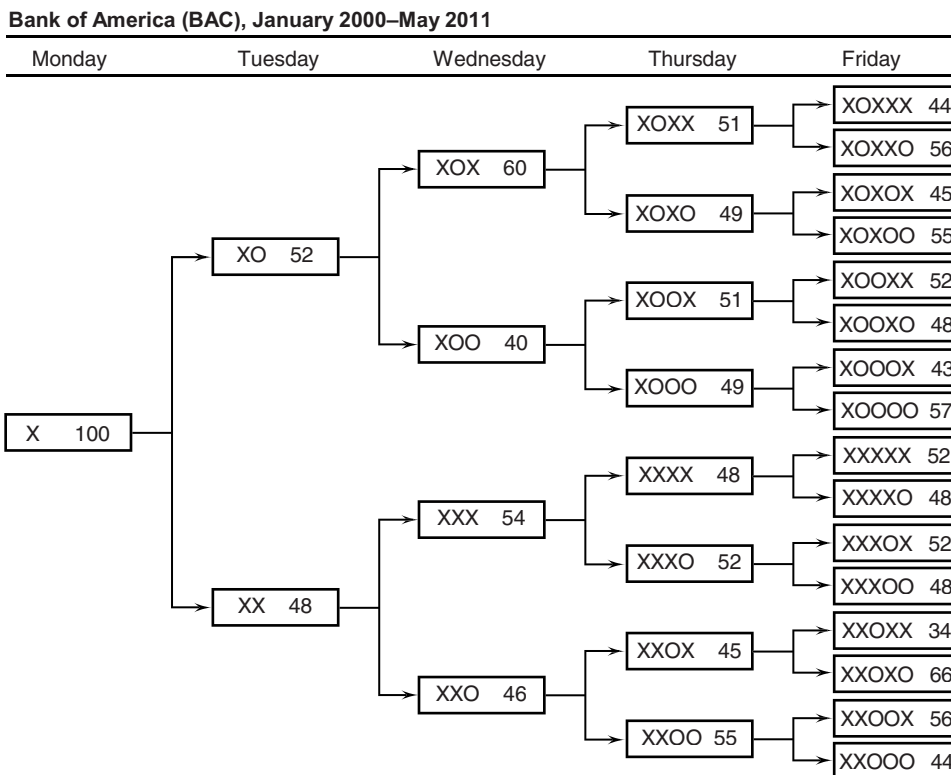 Bank of America (BAC), January 2000–May 2011
Monday Tuesday Wednesday Thursday Friday
XOXXX 44
XOXX 51
XOXXO 56
XOX 60
XOXOX 45
XOXO 49
XOXOO 55
XO 52
XOOXX 52
XOOX 51
XOOXO 48
XOO 40
XOOOX 43
XOOO 49
XOOOO 57
X 100
XXXXX 52
XXXX 48
XXXXO 48
XXX 54
XXXOX 52
XXXO 52
XXXOO 48
XX 48
XXOXX 34
XXOX 45
XXOXO 66
XXO 46
XXOOX 56
XXOO 55
XXOOO 44